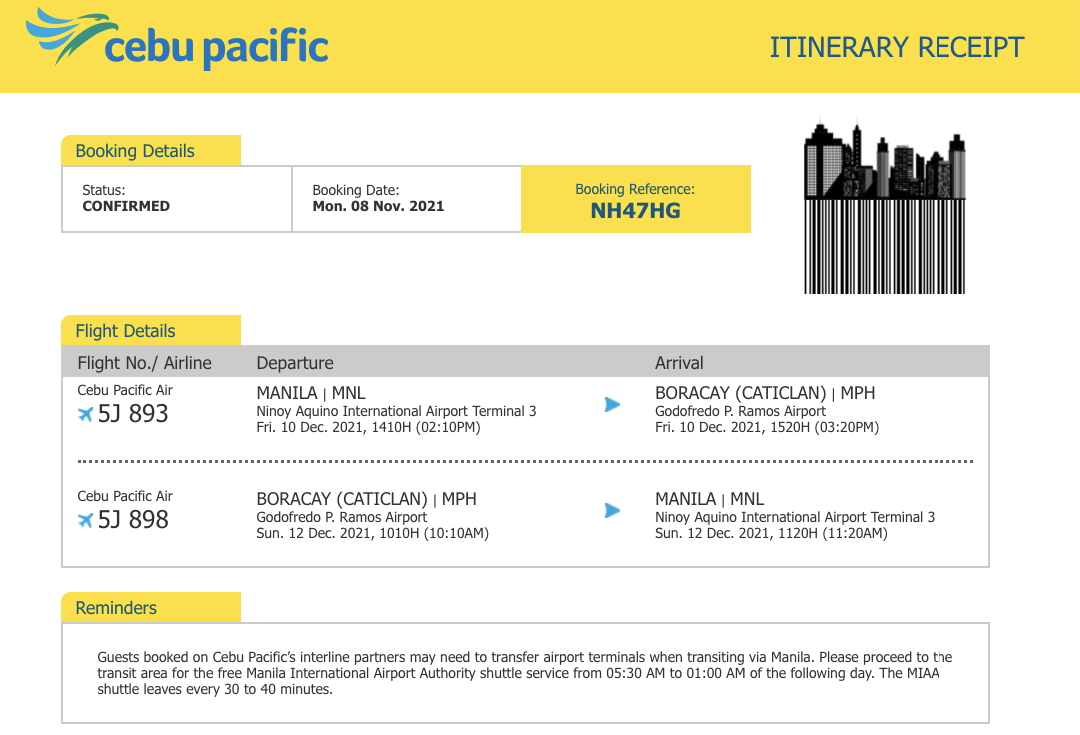 cebu pacific
ITINERARY RECEIPT
Booking Details
Status:
CONFIRMED
Booking Date:
Mon. 08 Nov. 2021
Booking Reference:
NH47HG
Flight Details
Flight No./ Airline Departure Arrival
Cebu Pacific Air
5J 893
MANILA | MNL
Ninoy Aquino International Airport Terminal 3
Fri. 10 Dec. 2021, 1410H (02:10PM)
BORACAY (CATICLAN) | MPH
Godofredo P. Ramos Airport
Fri. 10 Dec. 2021, 1520H (03:20PM)
Cebu Pacific Air
5J 898
BORACAY (CATICLAN) | MPH
Godofredo P. Ramos Airport
Sun. 12 Dec. 2021, 1010H (10:10AM)
MANILA | MNL
Ninoy Aquino International Airport Terminal 3
Sun. 12 Dec. 2021, 1120H (11:20AM)
Reminders
Guests booked on Cebu Pacific's interline partners may need to transfer airport terminals when transiting via Manila. Please proceed to the
transit area for the free Manila International Airport Authority shuttle service from 05:30 AM to 01:00 AM of the following day. The MIAA
shuttle leaves every 30 to 40 minutes.